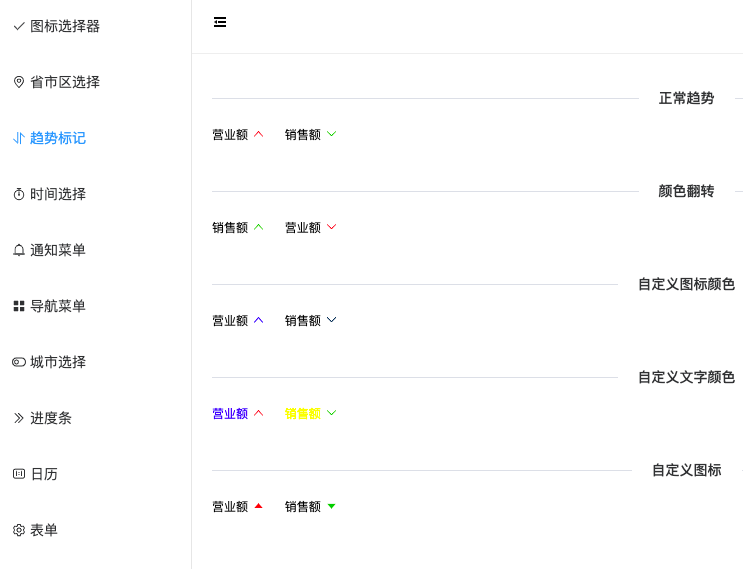 图标选择器
省市区选择
趋势标记
时间选择
通知菜单
导航菜单
城市选择
进度条
日历
表单
正常趋势
营业额 销售额
颜色翻转
销售额 营业额
自定义图标颜色
营业额 销售额
自定义文字颜色
营业额 销售额
自定义图标
营业额 销售额